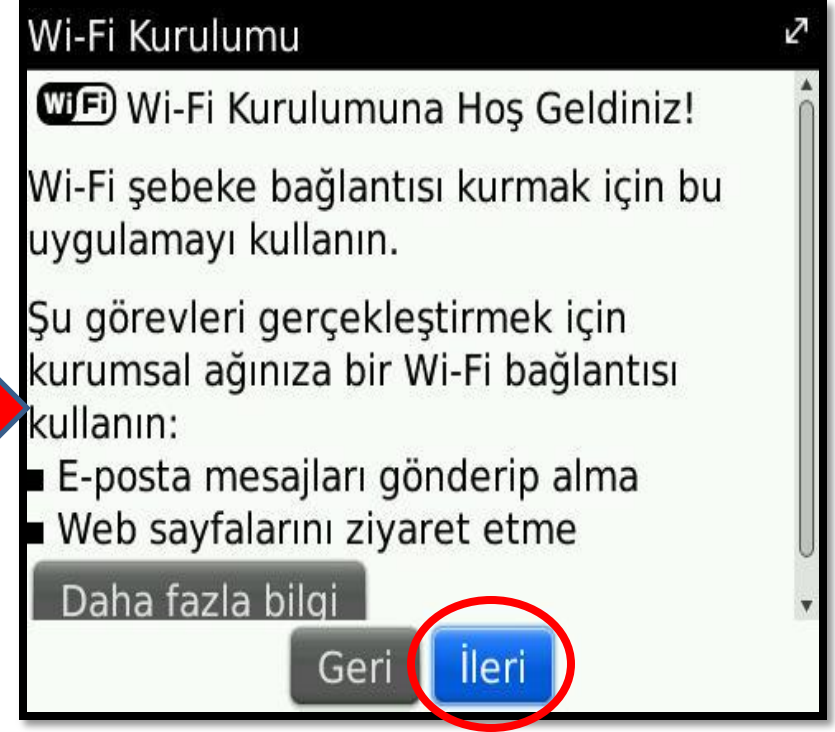 Wi-Fi Kurulumu
WiFi Wi-Fi Kurulumuna Hoş Geldiniz!
Wi-Fi şebeke bağlantısı kurmak için bu
uygulamayı kullanın.
Şu görevleri gerçekleştirmek için
kurumsal ağınıza bir Wi-Fi bağlantısı
kullanın:
■ E-posta mesajları gönderip alma
■ Web sayfalarını ziyaret etme
Daha fazla bilgi
Geri İleri